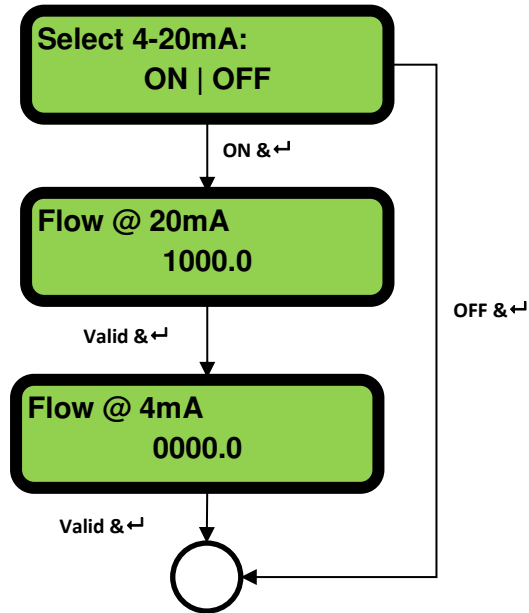 Select 4-20mA:
ON | OFF
ON &↵
Flow @ 20mA
1000.0
OFF &↵
Valid &↵
Flow @ 4mA
0000.0
Valid &↵